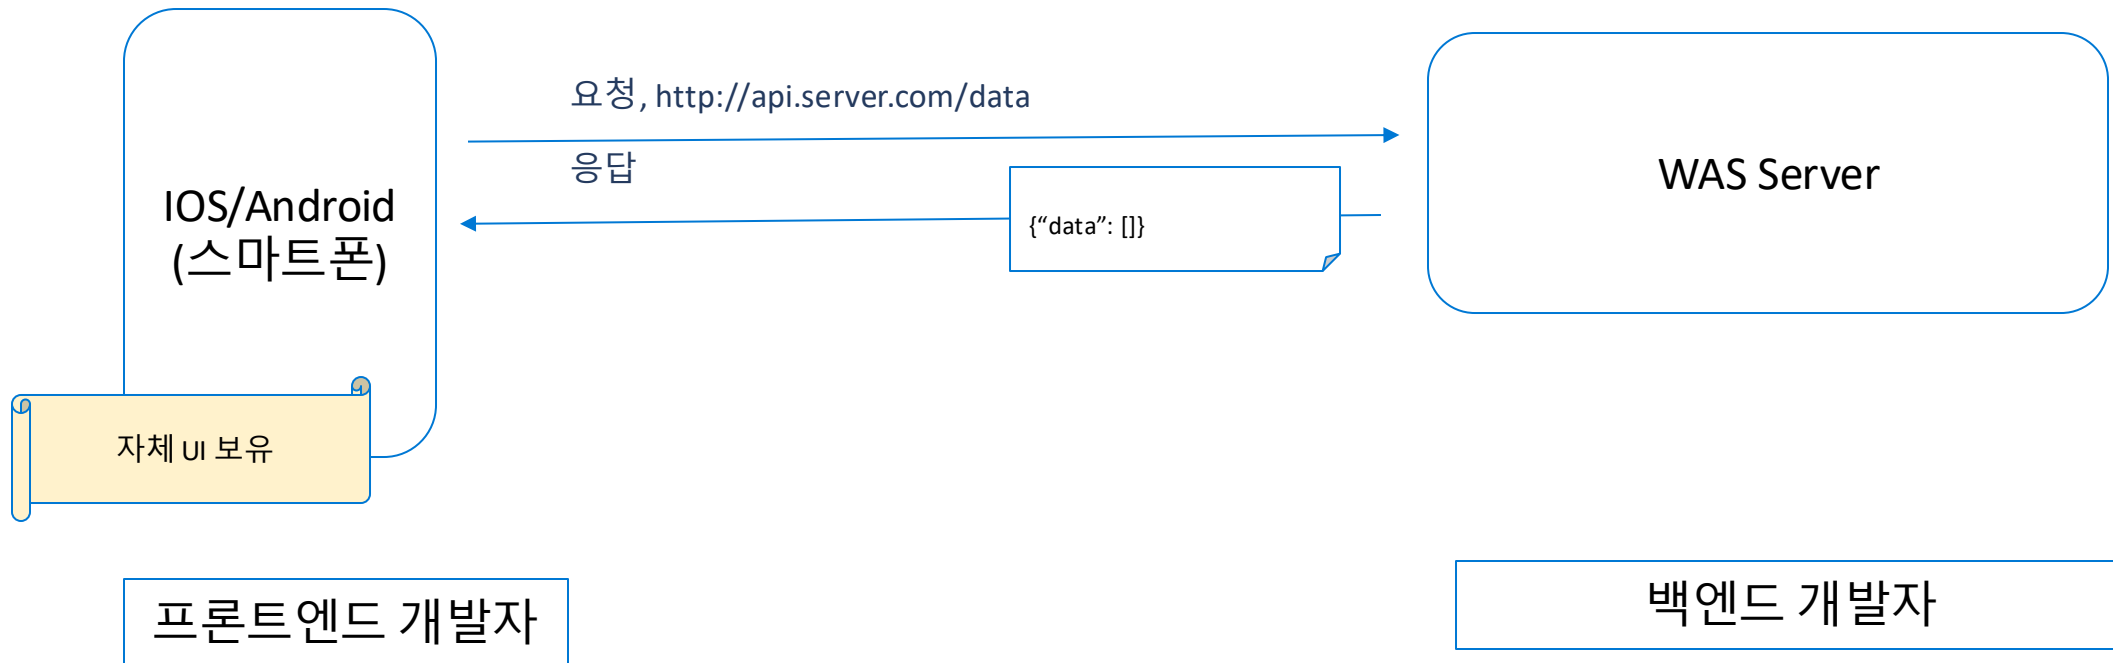 요청, http://api.server.com/data
응답
IOS/Android
(스마트폰)
{“data”: []}
WAS Server
자체 UI 보유
프론트엔드 개발자
백엔드 개발자